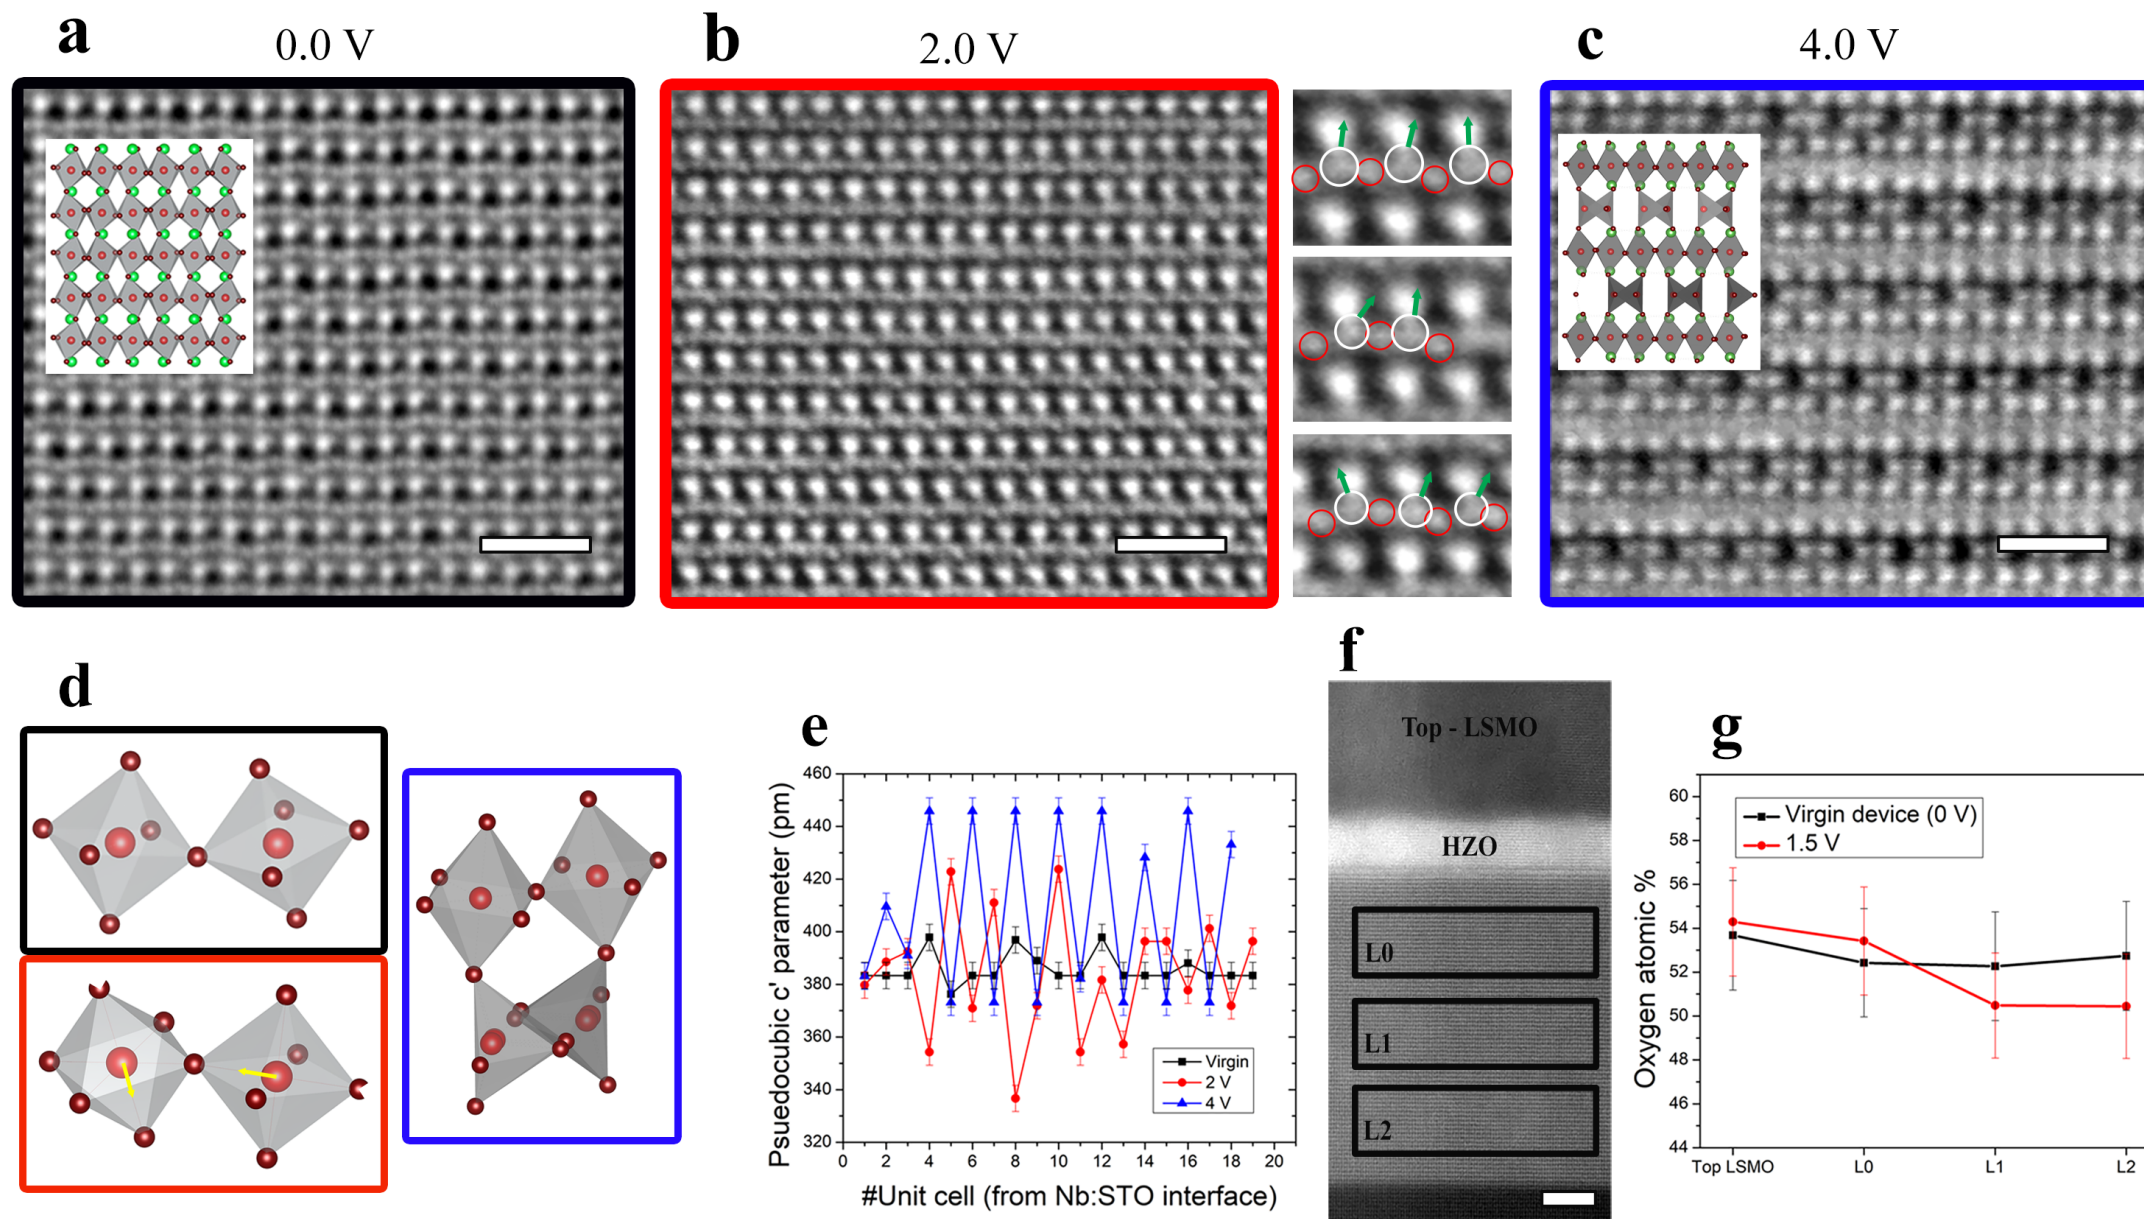 a
0.0 V
b
2.0 V
c
4.0 V
d
e
Psuedocubic c' parameter (pm)
460
440
420
400
380
360
340
320
Virgin
2 V
4 V
0 2 4 6 8 10 12 14 16 18 20
#Unit cell (from Nb:STO interface)
f
Top - LSMO
HZO
L0
L1
L2
g
Oxygen atomic %
60
58
56
54
52
50
48
46
44
Virgin device (0 V)
1.5 V
Top LSMO L0 L1 L2